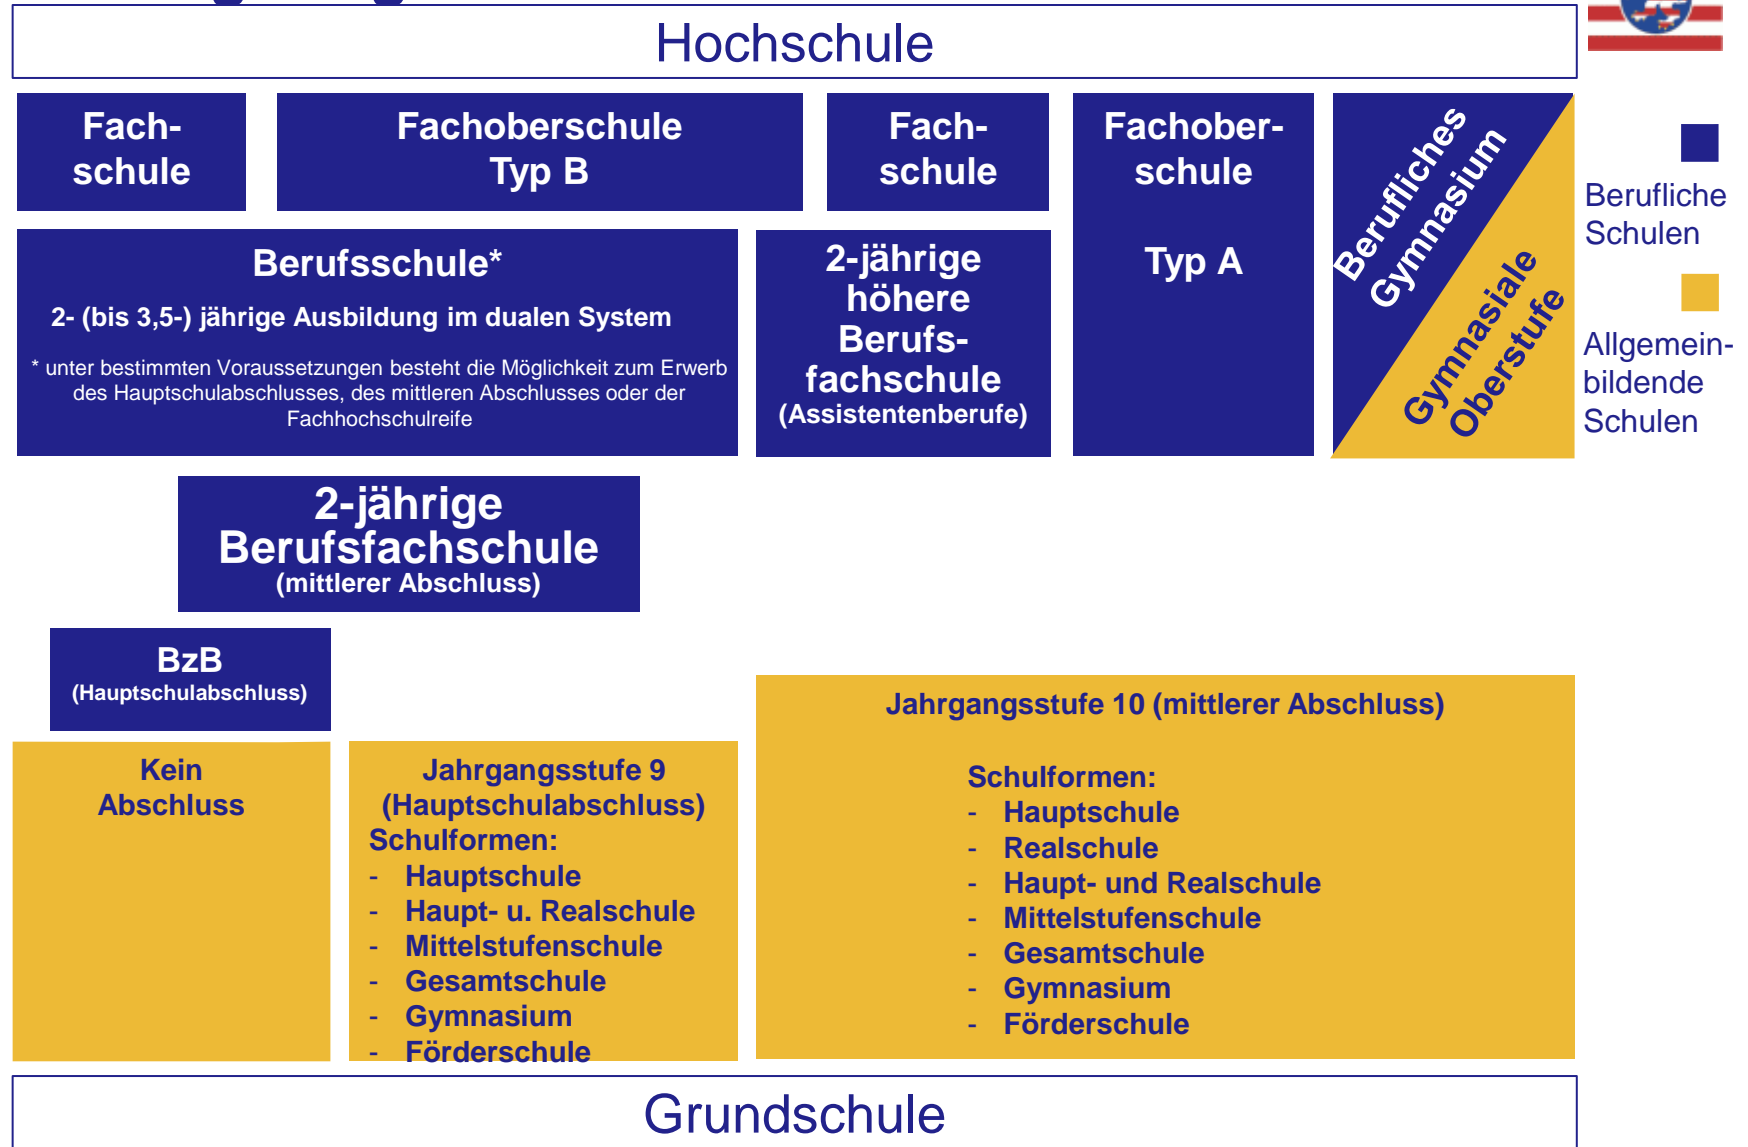 Hochschule
Fach-
schule
Fachoberschule
Typ B
Fach-
schule
Fachober-
schule
Typ A
Berufliches
Gymnasium
Gymnasiale
Oberstufe
Berufliche
Schulen
Allgemein-
bildende
Schulen
Berufsschule*
2- (bis 3,5-) jährige Ausbildung im dualen System
* unter bestimmten Voraussetzungen besteht die Möglichkeit zum Erwerb
des Hauptschulabschlusses, des mittleren Abschlusses oder der
Fachhochschulreife
2-jährige
höhere
Berufs-
fachschule
(Assistentenberufe)
2-jährige
Berufsfachschule
(mittlerer Abschluss)
BzB
(Hauptschulabschluss)
Kein
Abschluss
Jahrgangsstufe 9
(Hauptschulabschluss)
Schulformen:
- Hauptschule
- Haupt- u. Realschule
- Mittelstufenschule
- Gesamtschule
- Gymnasium
- Förderschule
Jahrgangsstufe 10 (mittlerer Abschluss)
Schulformen:
- Hauptschule
- Realschule
- Haupt- und Realschule
- Mittelstufenschule
- Gesamtschule
- Gymnasium
- Förderschule
Grundschule